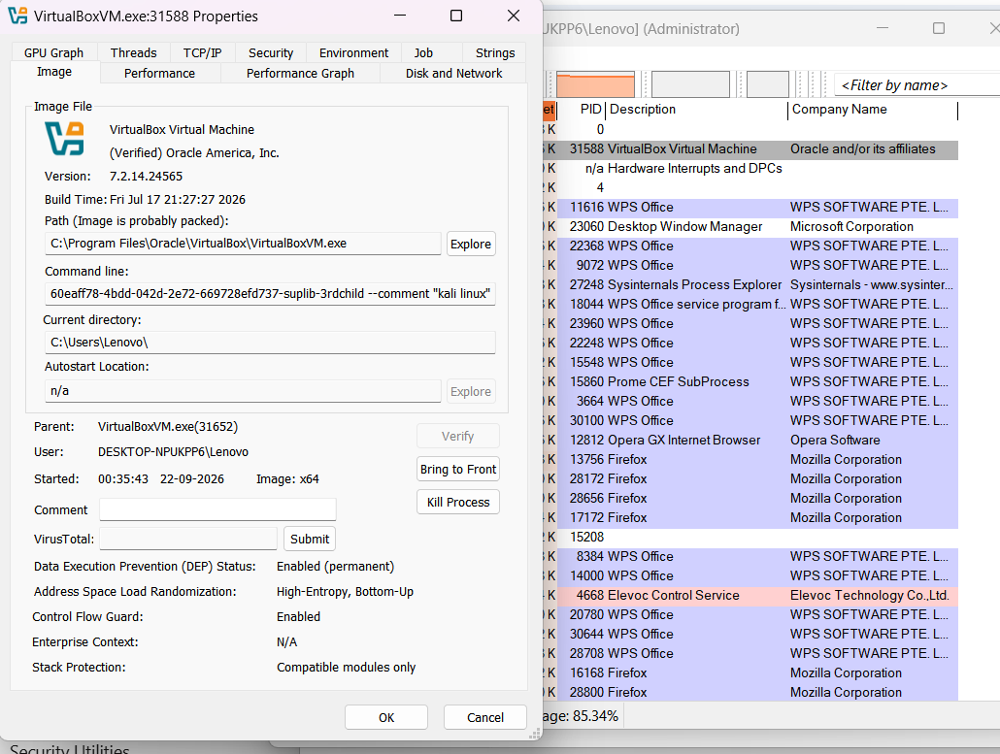 VirtualBoxVM.exe:31588 Properties
GPU Graph Threads TCP/IP Security Environment Job Strings
Image Performance Performance Graph Disk and Network
Image File
VirtualBox Virtual Machine
(Verified) Oracle America, Inc.
Version: 7.2.14.24565
Build Time: Fri Jul 17 21:27:27 2026
Path (Image is probably packed):
C:\Program Files\Oracle\VirtualBox\VirtualBoxVM.exe Explore
Command line:
60eaff78-4bdd-042d-2e72-669728efd737-suplib-3rdchild --comment "kali linux"
Current directory:
C:\Users\Lenovo\
Autostart Location:
n/a Explore
Parent: VirtualBoxVM.exe(31652) Verify
User: DESKTOP-NPUKPP6\Lenovo
Bring to Front
Started: 00:35:43 22-09-2026 Image: x64
Kill Process
Comment
VirusTotal: Submit
Data Execution Prevention (DEP) Status: Enabled (permanent)
Address Space Load Randomization: High-Entropy, Bottom-Up
Control Flow Guard: Enabled
Enterprise Context: N/A
Stack Protection: Compatible modules only
OK Cancel
Security Utilities
UKPP6\Lenovo] (Administrator)
<Filter by name>
et PID Description Company Name
K 0
K 31588 VirtualBox Virtual Machine Oracle and/or its affiliates
K n/a Hardware Interrupts and DPCs
K 4
K 11616 WPS Office WPS SOFTWARE PTE. L...
K 23060 Desktop Window Manager Microsoft Corporation
K 22368 WPS Office WPS SOFTWARE PTE. L...
K 9072 WPS Office WPS SOFTWARE PTE. L...
K 27248 Sysinternals Process Explorer Sysinternals - www.sysinter...
K 18044 WPS Office service program f... WPS SOFTWARE PTE. L...
K 23960 WPS Office WPS SOFTWARE PTE. L...
K 22248 WPS Office WPS SOFTWARE PTE. L...
K 15548 WPS Office WPS SOFTWARE PTE. L...
K 15860 Prome CEF SubProcess WPS SOFTWARE PTE. L...
K 3664 WPS Office WPS SOFTWARE PTE. L...
K 30100 WPS Office WPS SOFTWARE PTE. L...
K 12812 Opera GX Internet Browser Opera Software
K 13756 Firefox Mozilla Corporation
K 28172 Firefox Mozilla Corporation
K 28656 Firefox Mozilla Corporation
K 17172 Firefox Mozilla Corporation
K 15208
K 8384 WPS Office WPS SOFTWARE PTE. L...
K 14000 WPS Office WPS SOFTWARE PTE. L...
K 4668 Elevoc Control Service Elevoc Technology Co.,Ltd.
K 20780 WPS Office WPS SOFTWARE PTE. L...
K 30644 WPS Office WPS SOFTWARE PTE. L...
K 28708 WPS Office WPS SOFTWARE PTE. L...
K 16168 Firefox Mozilla Corporation
K 28800 Firefox Mozilla Corporation
age: 85.34%